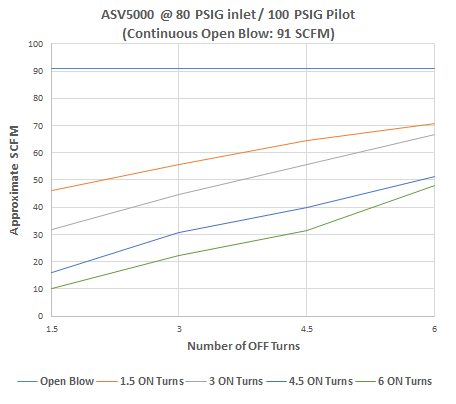 ASV5000 @ 80 PSIG inlet/ 100 PSIG Pilot
(Continuous Open Blow: 91 SCFM)
100
90
80
70
60
50
40
30
20
10
0
Approximate SCFM
1.5 3 4.5 6
Number of OFF Turns
Open Blow 1.5 ON Turns 3 ON Turns 4.5 ON Turns 6 ON Turns